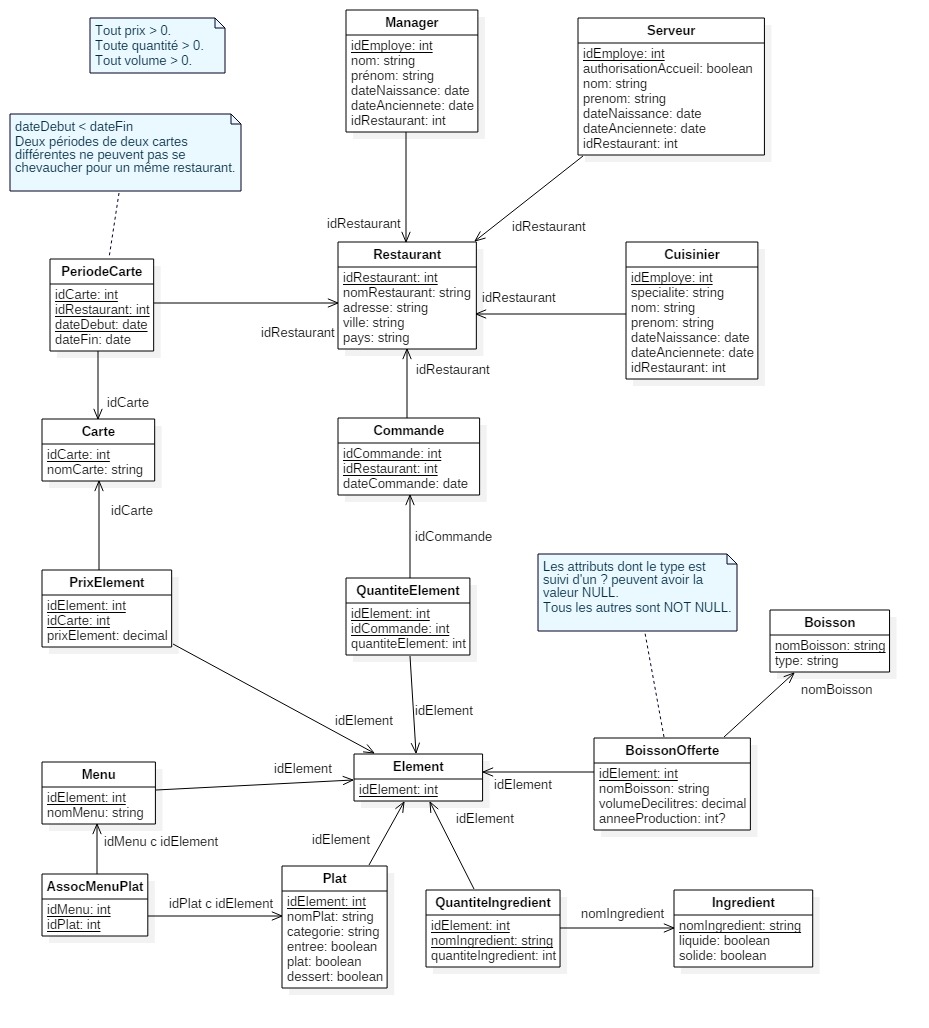 Tout prix > 0.
Toute quantité > 0.
Tout volume > 0.
Manager
idEmploye: int
nom: string
prénom: string
dateNaissance: date
dateAnciennete: date
idRestaurant: int
Serveur
idEmploye: int
authorisationAccueil: boolean
nom: string
prenom: string
dateNaissance: date
dateAnciennete: date
idRestaurant: int
dateDebut < dateFin
Deux périodes de deux cartes
différentes ne peuvent pas se
chevaucher pour un même restaurant.
idRestaurant
idRestaurant
PeriodeCarte
idCarte: int
idRestaurant: int
dateDebut: date
dateFin: date
idRestaurant
Restaurant
idRestaurant: int
nomRestaurant: string
adresse: string
ville: string
pays: string
idRestaurant
Cuisinier
idEmploye: int
specialite: string
nom: string
prenom: string
dateNaissance: date
dateAnciennete: date
idRestaurant: int
idRestaurant
idCarte
Carte
idCarte: int
nomCarte: string
Commande
idCommande: int
idRestaurant: int
dateCommande: date
idCarte
idCommande
PrixElement
idElement: int
idCarte: int
prixElement: decimal
QuantiteElement
idElement: int
idCommande: int
quantiteElement: int
Les attributs dont le type est
suivi d'un ? peuvent avoir la
valeur NULL.
Tous les autres sont NOT NULL.
Boisson
nomBoisson: string
type: string
nomBoisson
idElement
idElement
Menu
idElement: int
nomMenu: string
idElement
Element
idElement: int
idElement
BoissonOfferte
idElement: int
nomBoisson: string
volumeDecilitres: decimal
anneeProduction: int?
idMenu c idElement
idElement
idElement
AssocMenuPlat
idMenu: int
idPlat: int
idPlat c idElement
Plat
idElement: int
nomPlat: string
categorie: string
entree: boolean
plat: boolean
dessert: boolean
QuantiteIngredient
idElement: int
nomIngredient: string
quantiteIngredient: int
nomIngredient
Ingredient
nomIngredient: string
liquide: boolean
solide: boolean